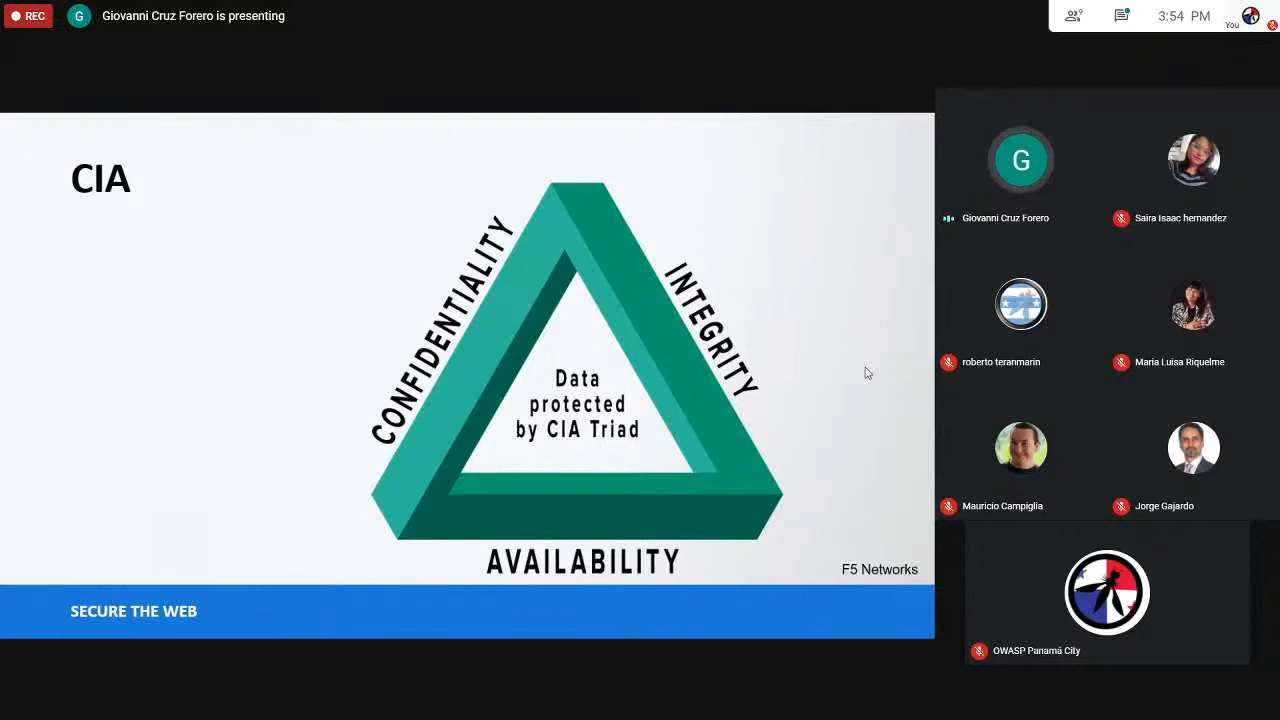 REC
G
Giovanni Cruz Forero is presenting
9
3:54 PM
You
CIA
CONFIDENTIALITY
INTEGRITY
Data
protected
by CIA Triad
AVAILABILITY
F5 Networks
SECURE THE WEB
G
Giovanni Cruz Forero
Saira Isaac hernandez
roberto teranmarin
Maria Luisa Riquelme
Mauricio Campiglia
Jorge Gajardo
OWASP Panamá City